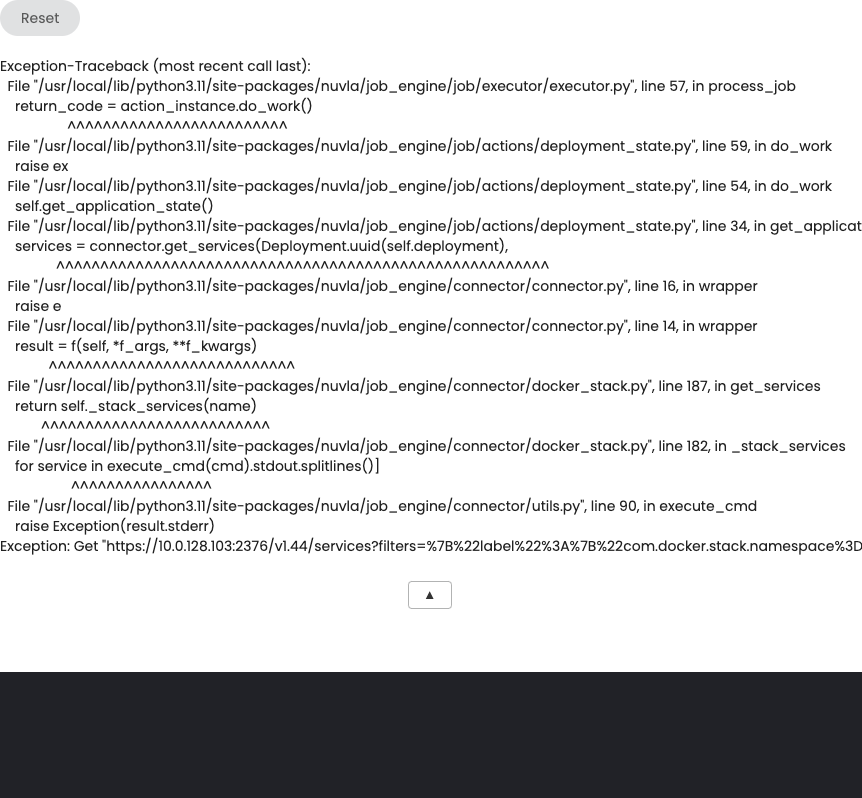 Reset
Exception-Traceback (most recent call last):
File "/usr/local/lib/python3.11/site-packages/nuvla/job_engine/job/executor/executor.py", line 57, in process_job
return_code = action_instance.do_work()
^^^^^^^^^^^^^^^^^^^^^^^^^
File "/usr/local/lib/python3.11/site-packages/nuvla/job_engine/job/actions/deployment_state.py", line 59, in do_work
raise ex
File "/usr/local/lib/python3.11/site-packages/nuvla/job_engine/job/actions/deployment_state.py", line 54, in do_work
self.get_application_state()
File "/usr/local/lib/python3.11/site-packages/nuvla/job_engine/job/actions/deployment_state.py", line 34, in get_applicat
services = connector.get_services(Deployment.uuid(self.deployment),
^^^^^^^^^^^^^^^^^^^^^^^^^^^^^^^^^^^^^^^^^^^^^^^^^^^^^^^^
File "/usr/local/lib/python3.11/site-packages/nuvla/job_engine/connector/connector.py", line 16, in wrapper
raise e
File "/usr/local/lib/python3.11/site-packages/nuvla/job_engine/connector/connector.py", line 14, in wrapper
result = f(self, *f_args, **f_kwargs)
^^^^^^^^^^^^^^^^^^^^^^^^^^^^
File "/usr/local/lib/python3.11/site-packages/nuvla/job_engine/connector/docker_stack.py", line 187, in get_services
return self._stack_services(name)
^^^^^^^^^^^^^^^^^^^^^^^^^^
File "/usr/local/lib/python3.11/site-packages/nuvla/job_engine/connector/docker_stack.py", line 182, in _stack_services
for service in execute_cmd(cmd).stdout.splitlines()]
^^^^^^^^^^^^^^^^
File "/usr/local/lib/python3.11/site-packages/nuvla/job_engine/connector/utils.py", line 90, in execute_cmd
raise Exception(result.stderr)
Exception: Get "https://10.0.128.103:2376/v1.44/services?filters=%7B%22label%22%3A%7B%22com.docker.stack.namespace%3D
▲